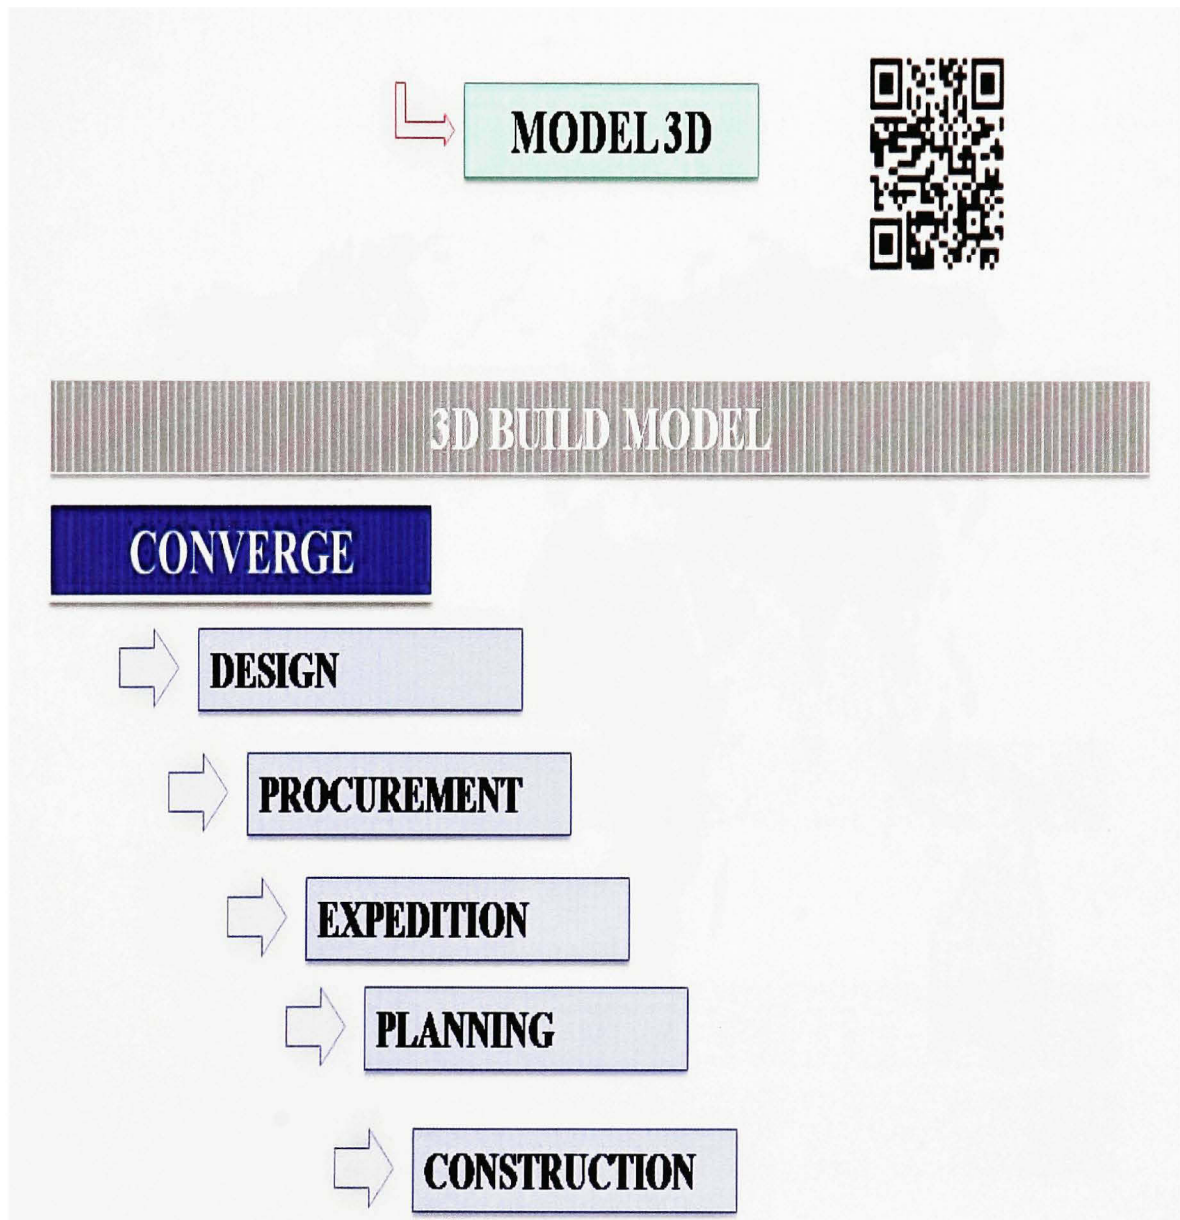 MODEL 3D
3D BUILD MODEL
CONVERGE
DESIGN
PROCUREMENT
EXPEDITION
PLANNING
CONSTRUCTION